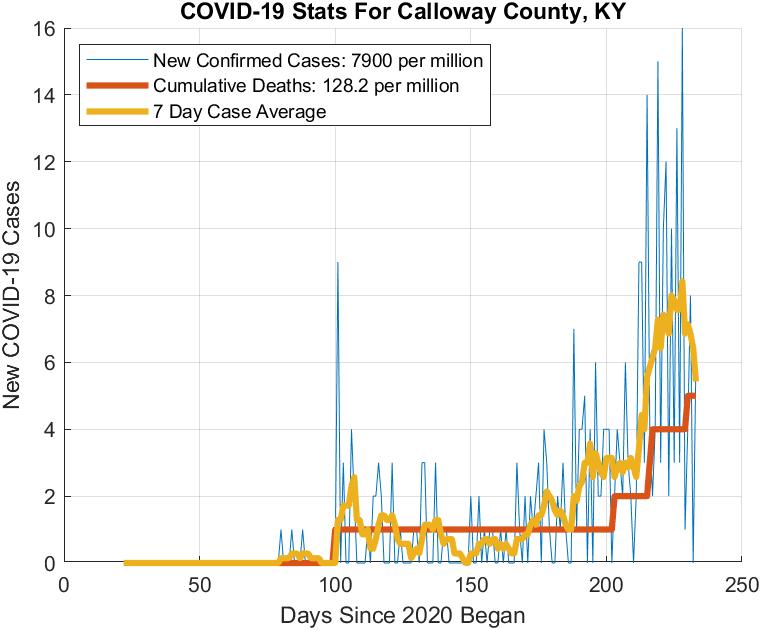 COVID-19 Stats For Calloway County, KY
New Confirmed Cases: 7900 per million
Cumulative Deaths: 128.2 per million
7 Day Case Average
New COVID-19 Cases
16
14
12
10
8
6
4
2
0
0 50 100 150 200 250
Days Since 2020 Began